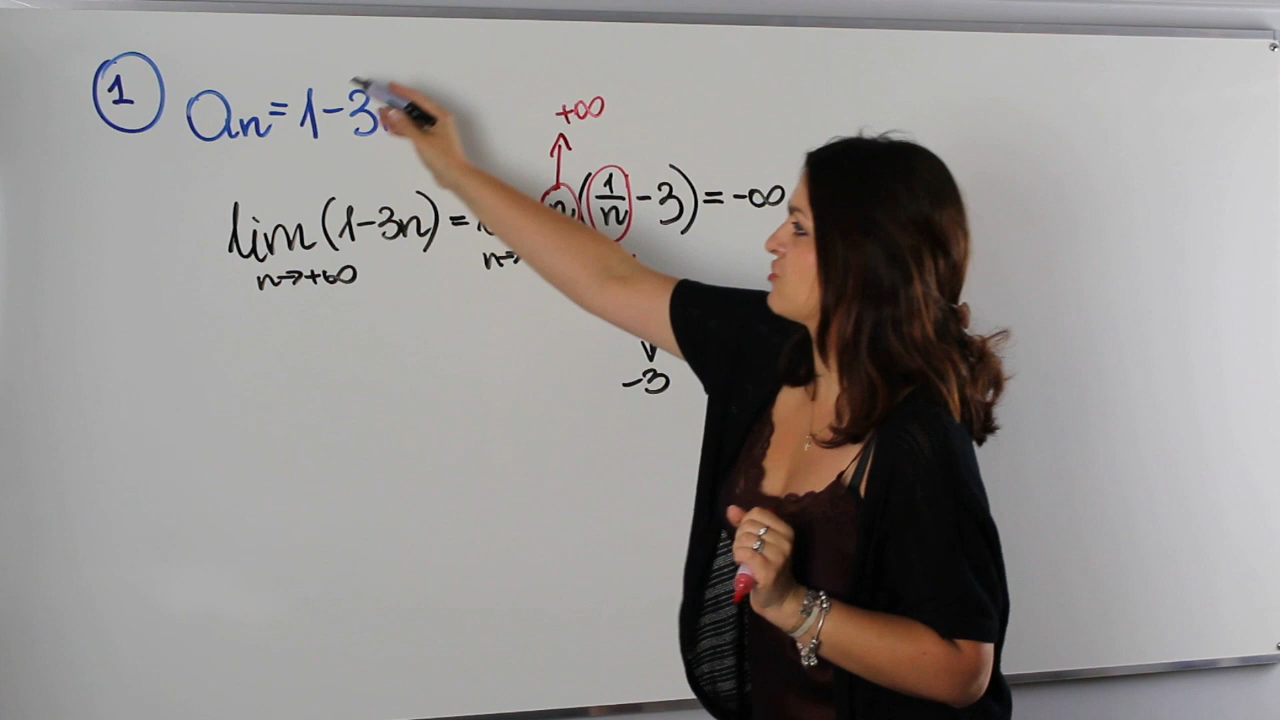 1
an=1-3
+∞
lim(1-3n)= n(1/n-3)=-∞
n→+∞ n→
-3